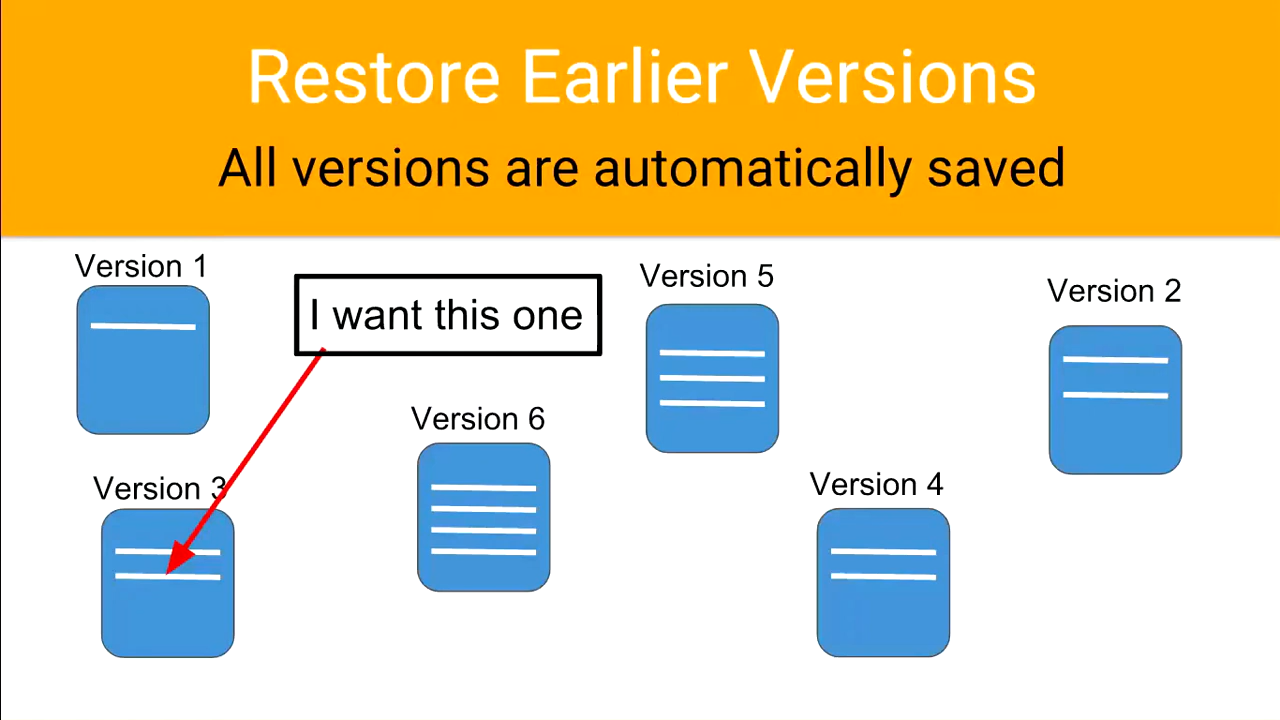 Restore Earlier Versions
All versions are automatically saved
Version 1
I want this one
Version 5
Version 2
Version 6
Version 3
Version 4